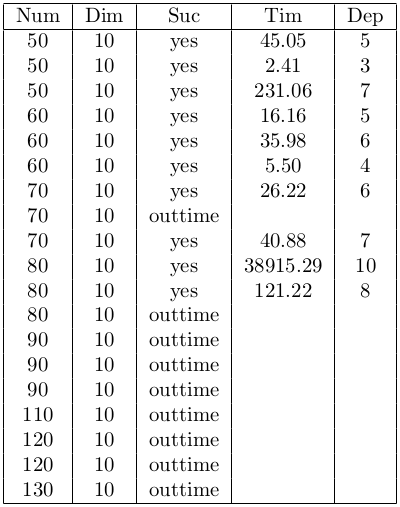 Num Dim Suc Tim Dep
50 10 yes 45.05 5
50 10 yes 2.41 3
50 10 yes 231.06 7
60 10 yes 16.16 5
60 10 yes 35.98 6
60 10 yes 5.50 4
70 10 yes 26.22 6
70 10 outtime
70 10 yes 40.88 7
80 10 yes 38915.29 10
80 10 yes 121.22 8
80 10 outtime
90 10 outtime
90 10 outtime
90 10 outtime
110 10 outtime
120 10 outtime
120 10 outtime
130 10 outtime